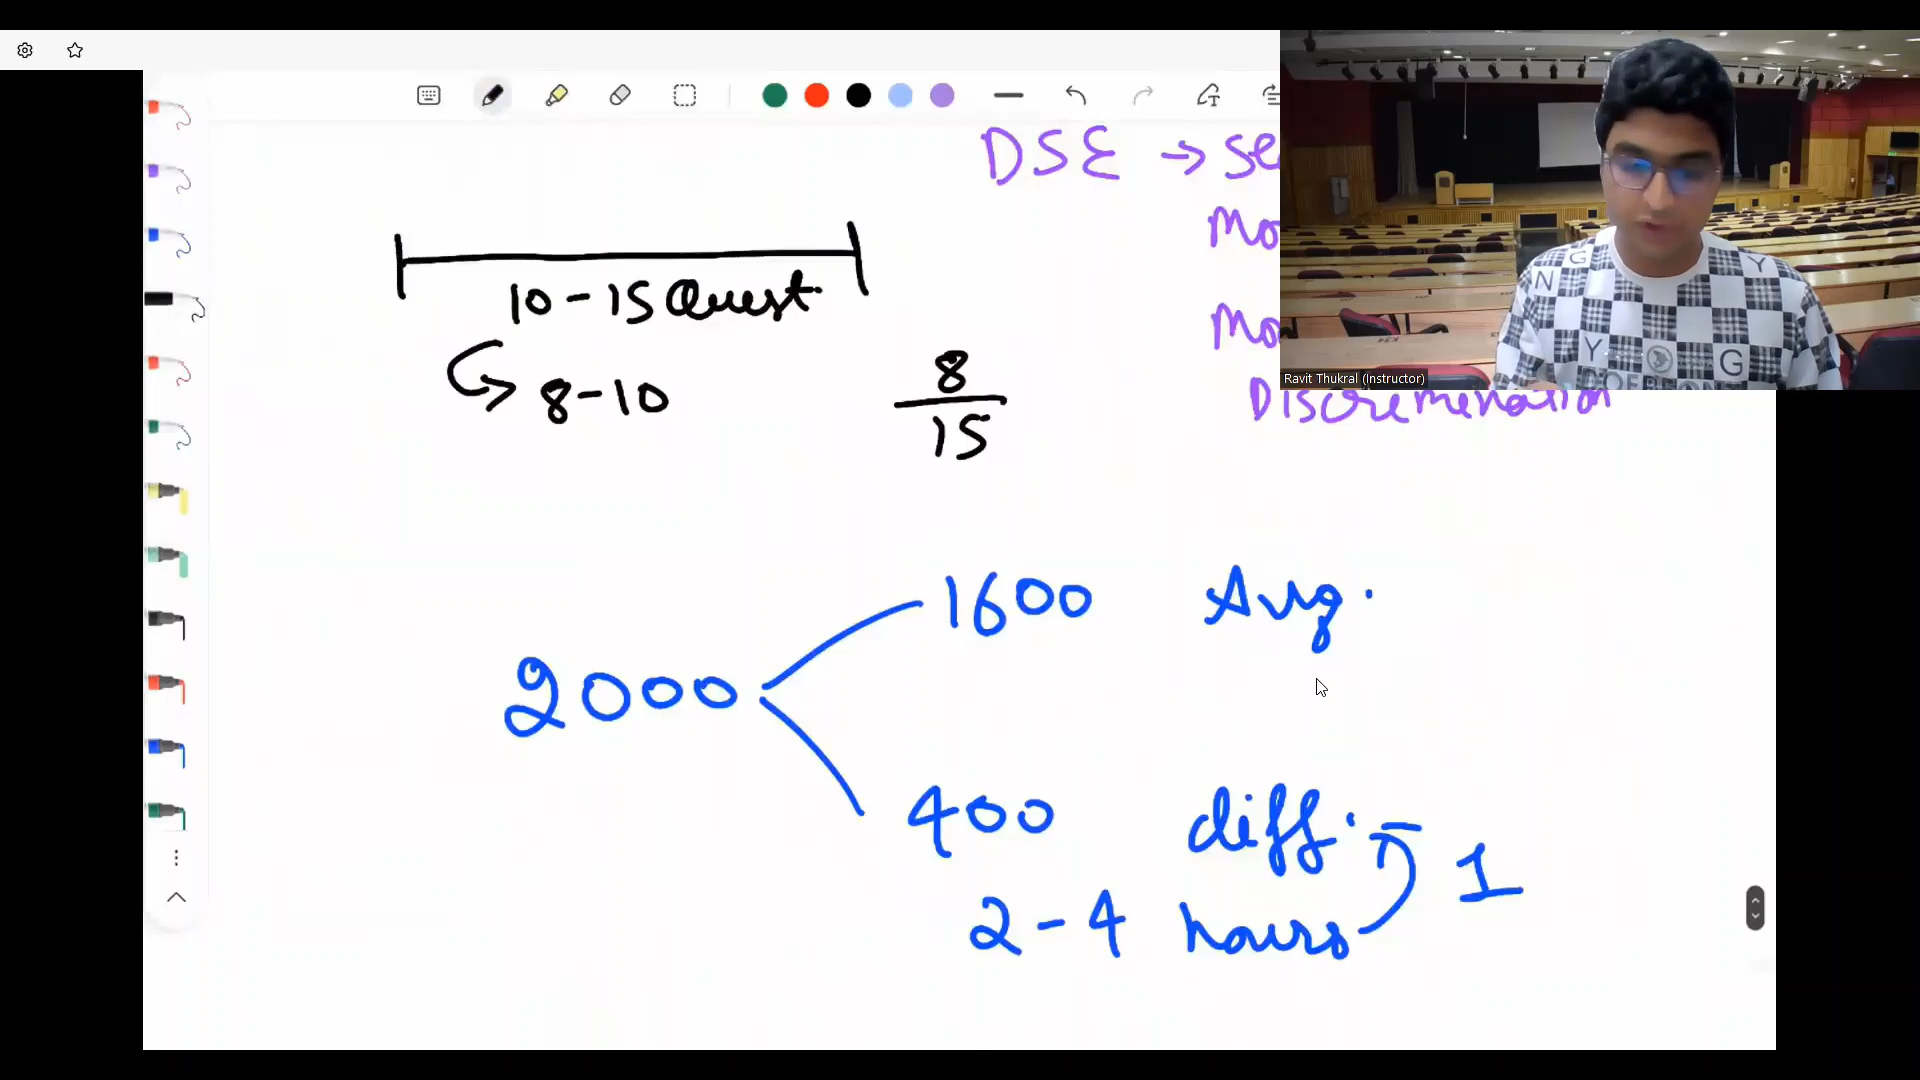 DSE → Se
Mo
10-15 Quest.
Mo
8-10
8
15
Ravit Thukral (Instructor)
Discremenation
1600 Avg.
2000
400 diff.
1
2-4 hours
N G Y
Y G